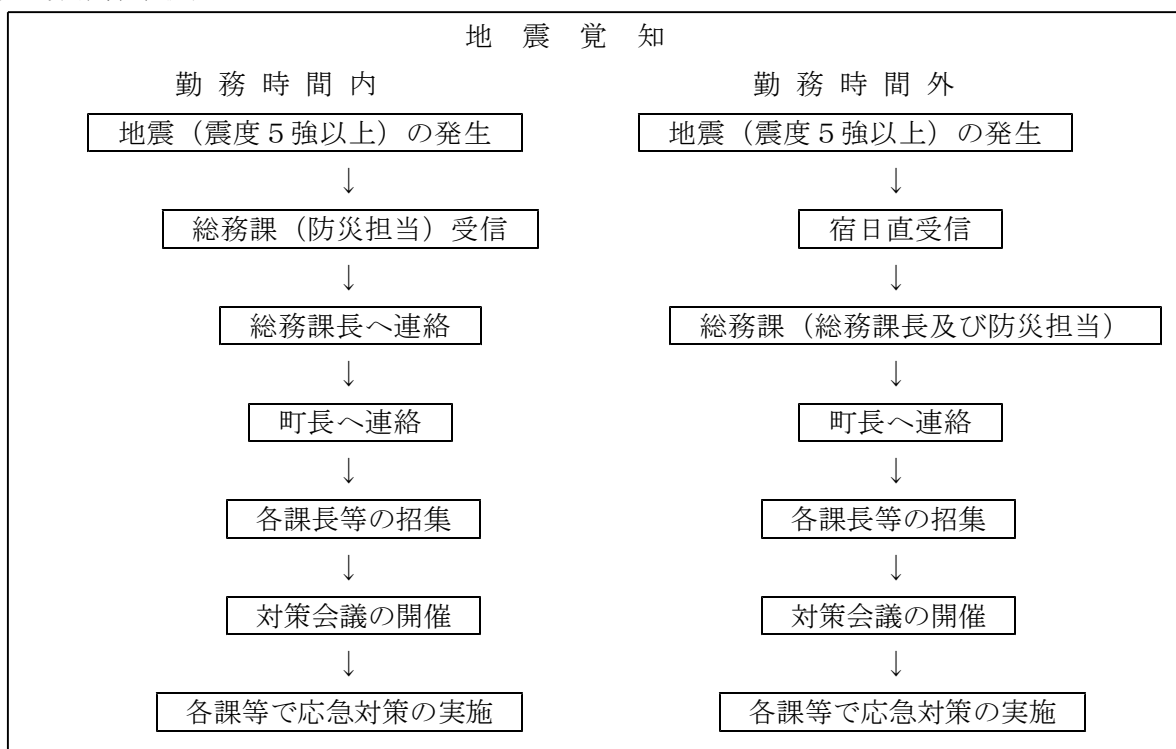 地 震 覚 知
勤 務 時 間 内
地震（震度５強以上）の発生
↓
総務課（防災担当）受信
↓
総務課長へ連絡
↓
町長へ連絡
↓
各課長等の招集
↓
対策会議の開催
↓
各課等で応急対策の実施
勤 務 時 間 外
地震（震度５強以上）の発生
↓
宿日直受信
↓
総務課（総務課長及び防災担当）
↓
町長へ連絡
↓
各課長等の招集
↓
対策会議の開催
↓
各課等で応急対策の実施